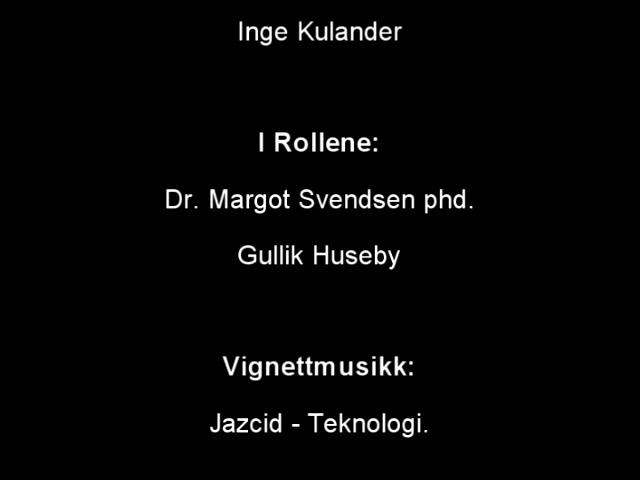 Inge Kulander
I Rollene:
Dr. Margot Svendsen phd.
Gullik Huseby
Vignettmusikk:
Jazcid - Teknologi.